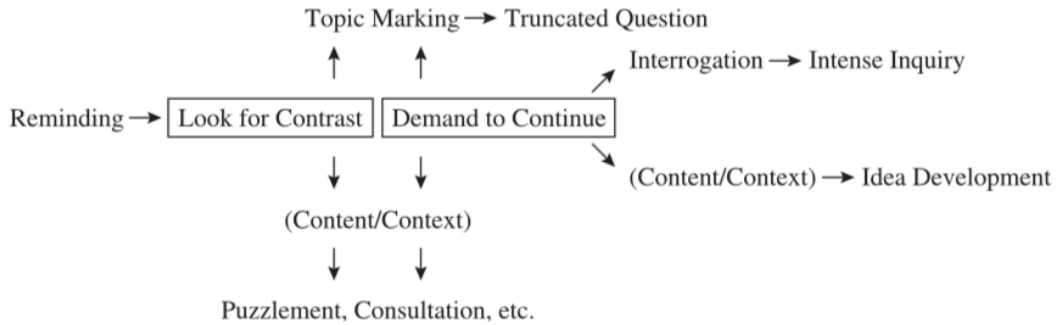 Topic Marking → Truncated Question
Interrogation → Intense Inquiry
Reminding → Look for Contrast Demand to Continue
(Content/Context) → Idea Development
(Content/Context)
Puzzlement, Consultation, etc.